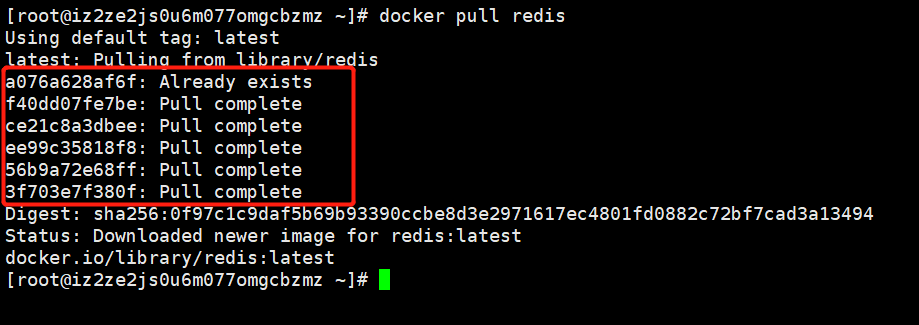 [root@iz2ze2js0u6m077omgcbzmz ~]# docker pull redis
Using default tag: latest
latest: Pulling from library/redis
a076a628af6f: Already exists
f40dd07fe7be: Pull complete
ce21c8a3dbee: Pull complete
ee99c35818f8: Pull complete
56b9a72e68ff: Pull complete
3f703e7f380f: Pull complete
Digest: sha256:0f97c1c9daf5b69b93390ccbe8d3e2971617ec4801fd0882c72bf7cad3a13494
Status: Downloaded newer image for redis:latest
docker.io/library/redis:latest
[root@iz2ze2js0u6m077omgcbzmz ~]#